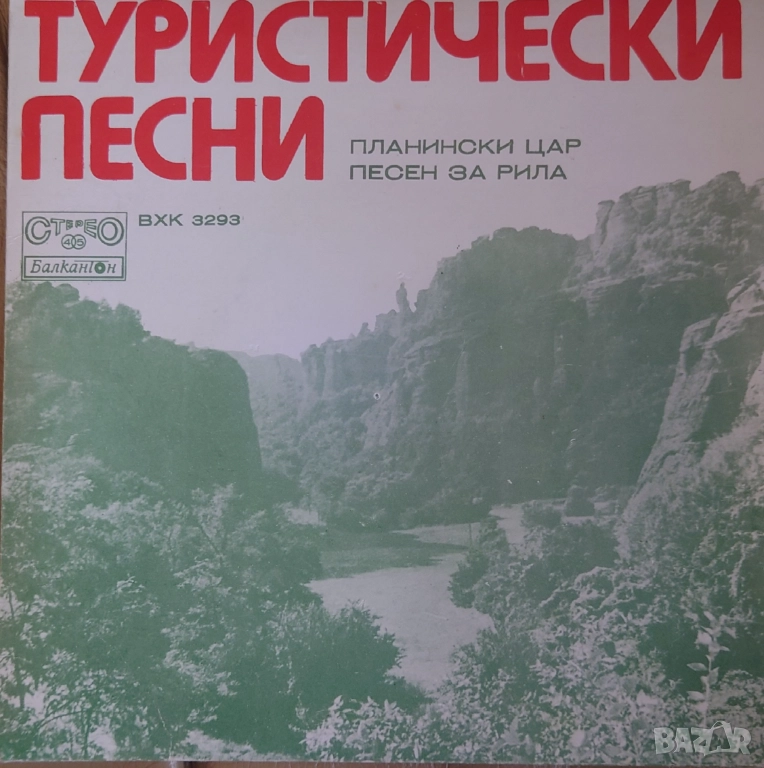 ТУРИСТИЧЕСКИ
ПЕСНИ
ПЛАНИНСКИ ЦАР
ПЕСЕН ЗА РИЛА
СТЕРЕО
45
Балкантон
ВХК 3293
BAZAR